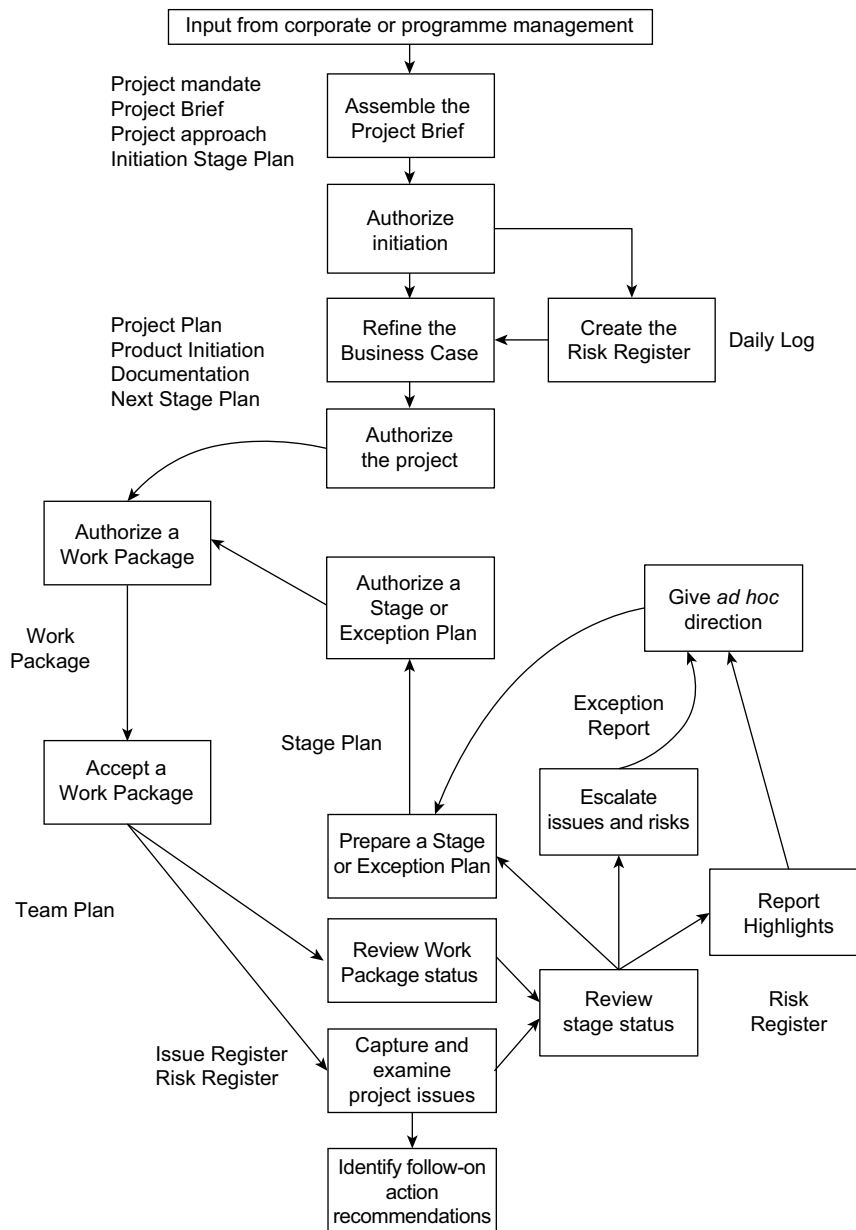 Input from corporate or programme management
Project mandate
Project Brief
Project approach
Initiation Stage Plan
Assemble the
Project Brief
Authorize
initiation
Project Plan
Product Initiation
Documentation
Next Stage Plan
Refine the
Business Case
Create the
Risk Register
Daily Log
Authorize
the project
Authorize a
Work Package
Authorize a
Stage or
Exception Plan
Give ad hoc
direction
Work
Package
Exception
Report
Stage Plan
Accept a
Work Package
Escalate
issues and risks
Prepare a Stage
or Exception Plan
Report
Highlights
Team Plan
Review Work
Package status
Review
stage status
Risk
Register
Issue Register
Risk Register
Capture and
examine
project issues
Identify follow-on
action
recommendations